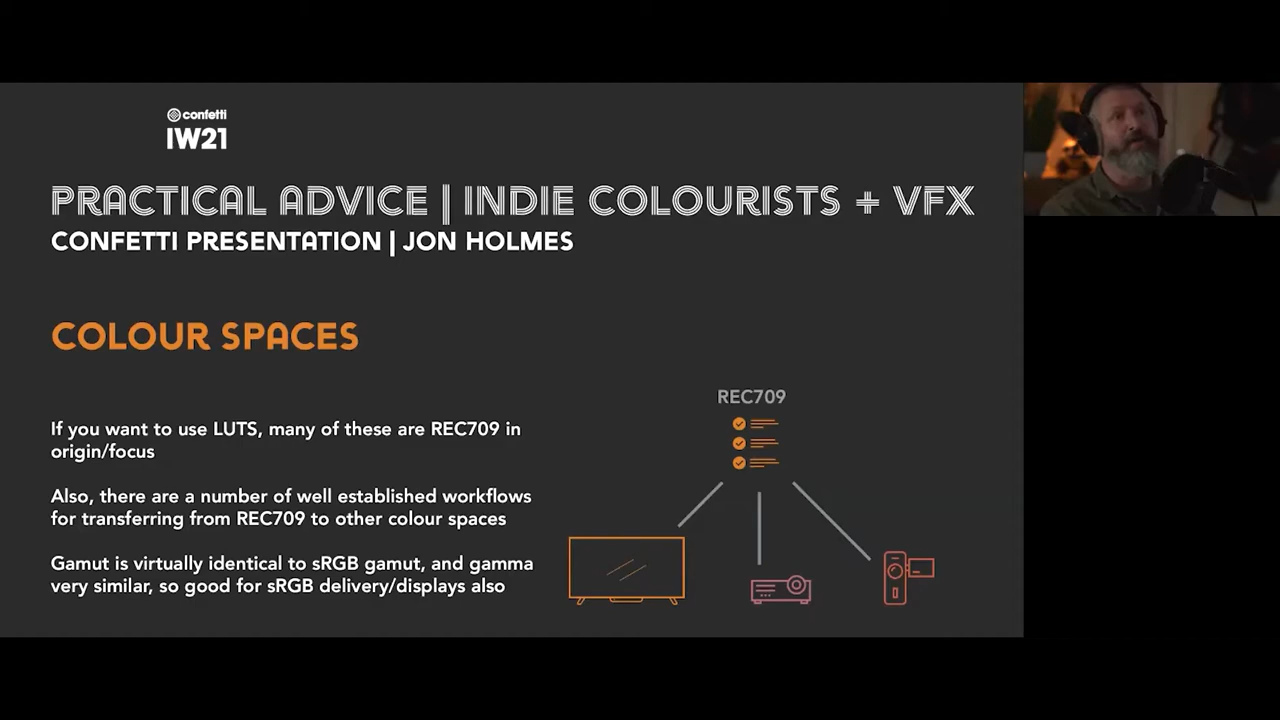 confetti
IW21
PRACTICAL ADVICE | INDIE COLOURISTS + VFX
CONFETTI PRESENTATION | JON HOLMES
COLOUR SPACES
If you want to use LUTS, many of these are REC709 in
origin/focus
Also, there are a number of well established workflows
for transferring from REC709 to other colour spaces
Gamut is virtually identical to sRGB gamut, and gamma
very similar, so good for sRGB delivery/displays also
REC709